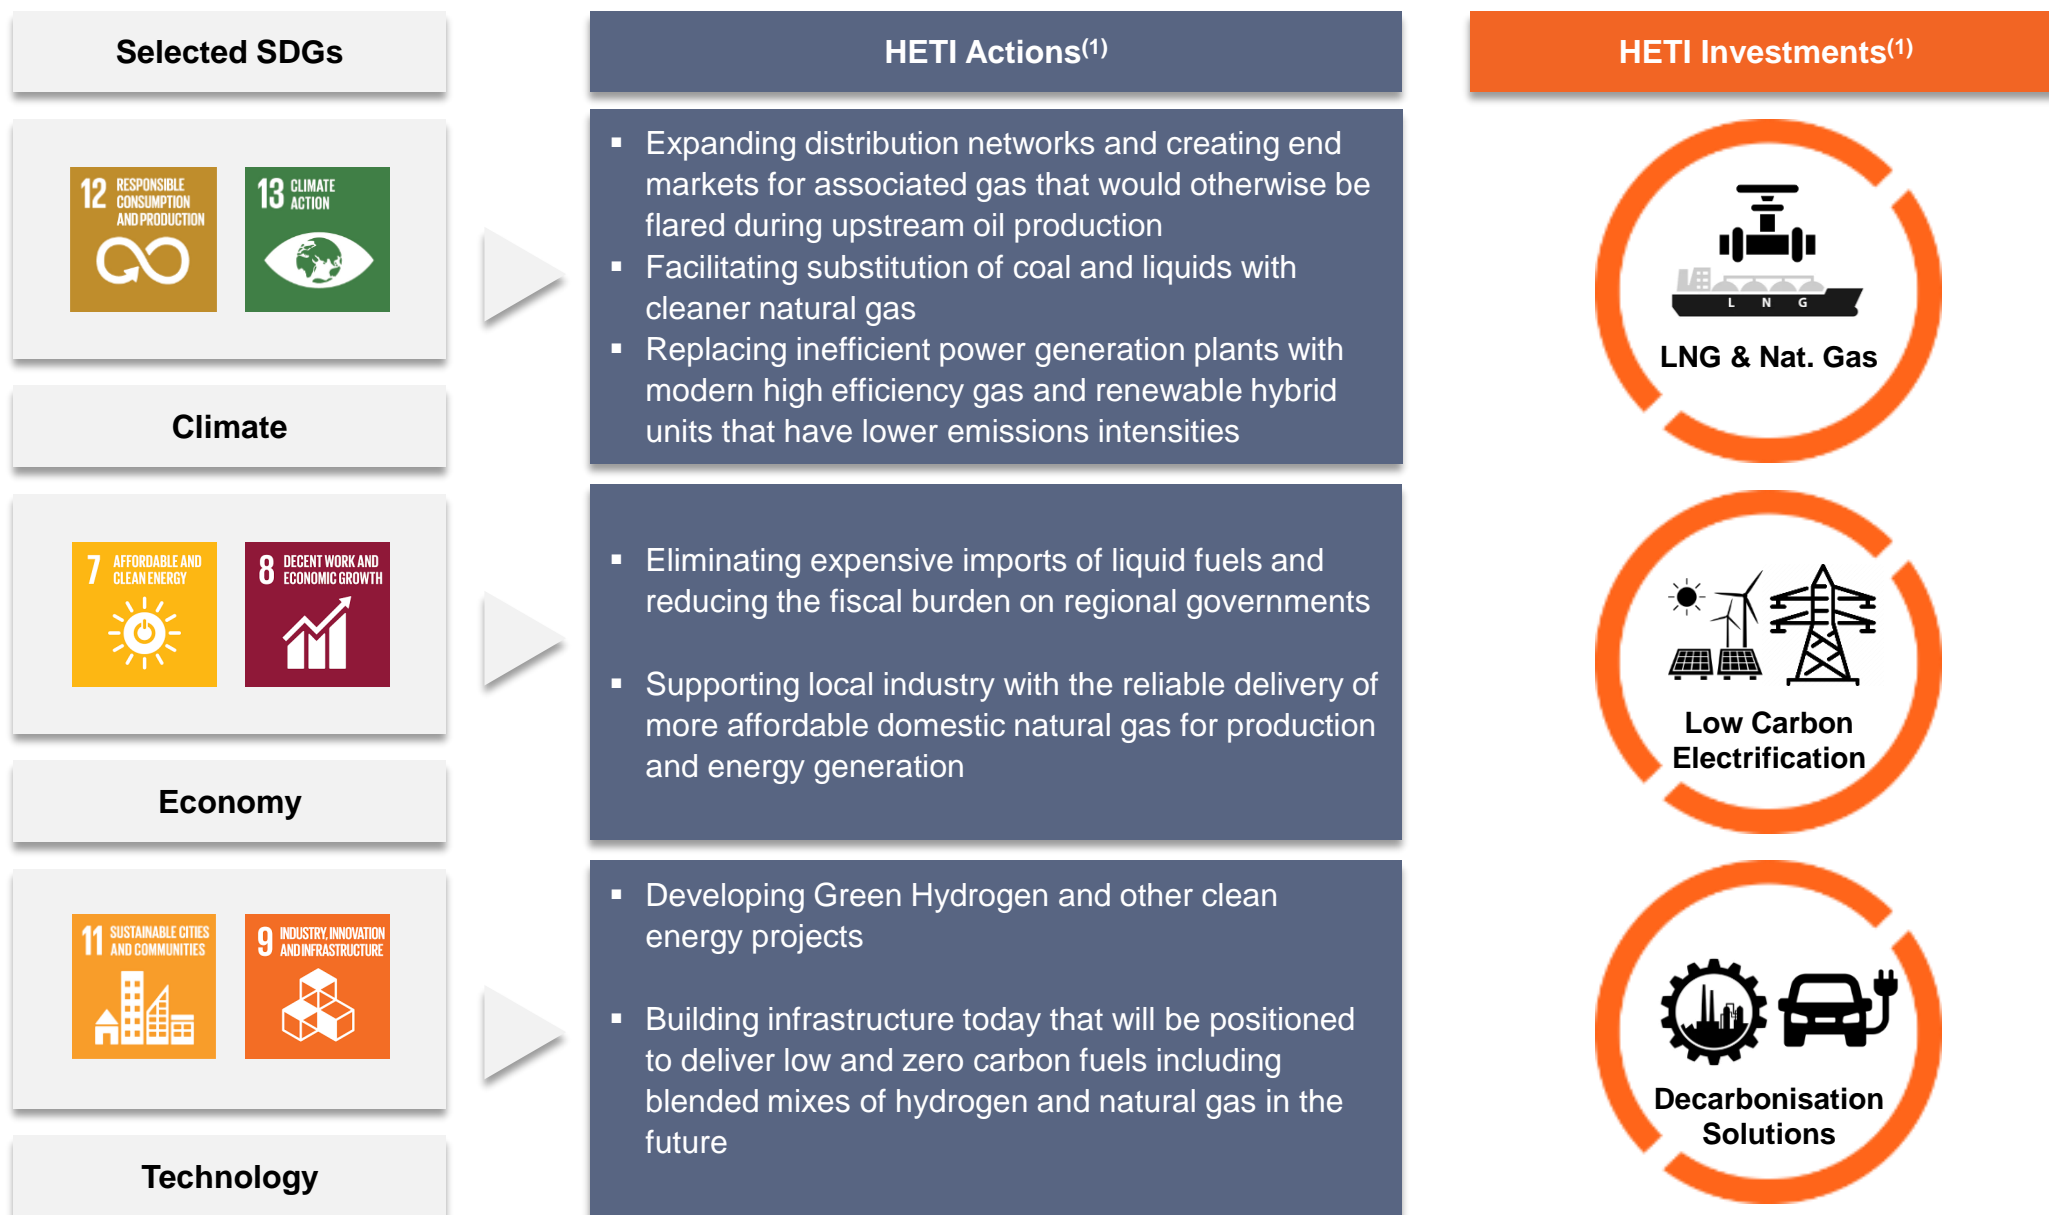 Selected SDGs
HETI Actions(1)
HETI Investments(1)
12 RESPONSIBLE
CONSUMPTION
AND PRODUCTION
13 CLIMATE
ACTION
Climate
▪ Expanding distribution networks and creating end
markets for associated gas that would otherwise be
flared during upstream oil production
▪ Facilitating substitution of coal and liquids with
cleaner natural gas
▪ Replacing inefficient power generation plants with
modern high efficiency gas and renewable hybrid
units that have lower emissions intensities
L N G
LNG & Nat. Gas
7 AFFORDABLE AND
CLEAN ENERGY
8 DECENT WORK AND
ECONOMIC GROWTH
Economy
▪ Eliminating expensive imports of liquid fuels and
reducing the fiscal burden on regional governments
▪ Supporting local industry with the reliable delivery of
more affordable domestic natural gas for production
and energy generation
Low Carbon
Electrification
11 SUSTAINABLE CITIES
AND COMMUNITIES
9 INDUSTRY, INNOVATION
AND INFRASTRUCTURE
Technology
▪ Developing Green Hydrogen and other clean
energy projects
▪ Building infrastructure today that will be positioned
to deliver low and zero carbon fuels including
blended mixes of hydrogen and natural gas in the
future
Decarbonisation
Solutions